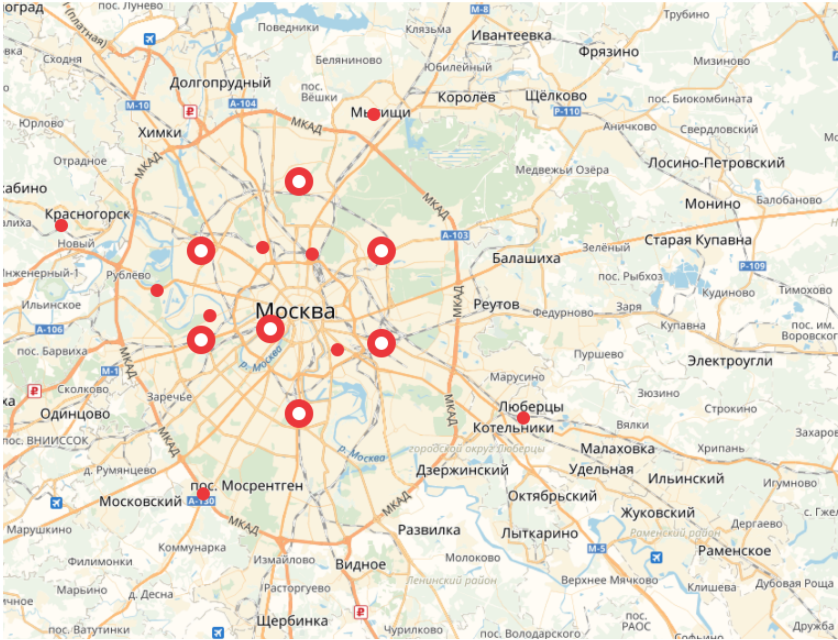 пос. Лунево
М-8
Трубино
(платная)
Поведники
Клязьма
Ивантеевка
Сходня
Фрязино
Беляниново
Юбилейный
Мизиново
Долгопрудный
пос.
Вёшки
Королёв
Щёлково
пос. Биокомбината
М-10
А-104
Мытищи
Р-110
Юрлово
Химки
МКАД
Аничково
Свердловский
Отрадное
МКАД
Медвежьи Озёра
Лосино-Петровский
Монино
Балобаново
МКАД
Красногорск
Новый
А-103
Старая Купавна
Зелёный
Балашиха
Рублево
Р-109
Инженерный-1
пос. Рыбхоз
Тимохово
Кудиново
Ильинское
Москва
МКАД
Реутов
Заря
Федурново
А-106
Купавна
пос. им.
Воровского
р. Москва
пос. Барвиха
Пуршево
Электроугли
М-1
Марусино
Сколково
Заречье
Зюзино
Одинцово
Люберцы
Строкино
МКАД
Котельники
Вялки
пос. ВНИИССОК
МКАД
р. Москва
городской округ Люберцы
Малаховка
Хрипань
д. Румянцево
Дзержинский
Удельная
Ильинский
Игумново
пос. Мосрентген
Московский
А-130
МКАД
Октябрьский
Жуковский
МКАД
Развилка
Лыткарино
Раменский район
Дергаево
Марушкино
Коммунарка
М-5
Раменское
Филимонки
Измайлово
Видное
Молоково
Ленинский район
Верхнее Мячково
Клишева
Дубовая Роща
Марьино
д. Десна
Расторгуево
пос. Ватутинки
Щербинка
Чурилково
пос. Володарского
пос.
РАОС
Дружба